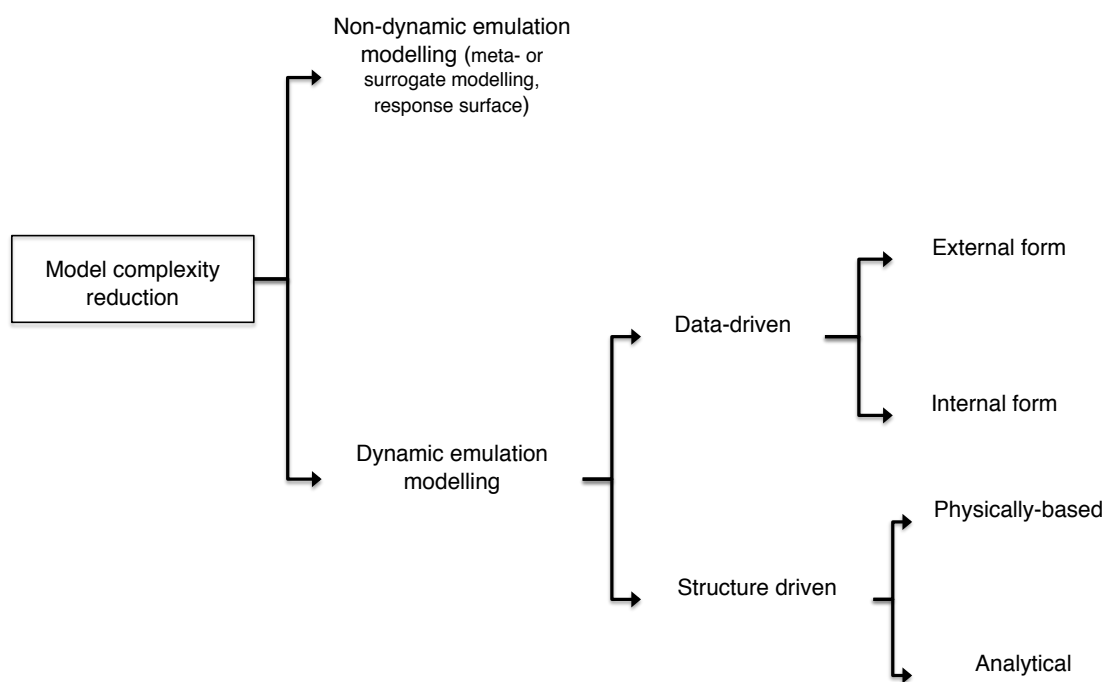 Non-dynamic emulation
modelling (meta- or
surrogate modelling,
response surface)
Model complexity
reduction
Dynamic emulation
modelling
Data-driven
External form
Internal form
Structure driven
Physically-based
Analytical